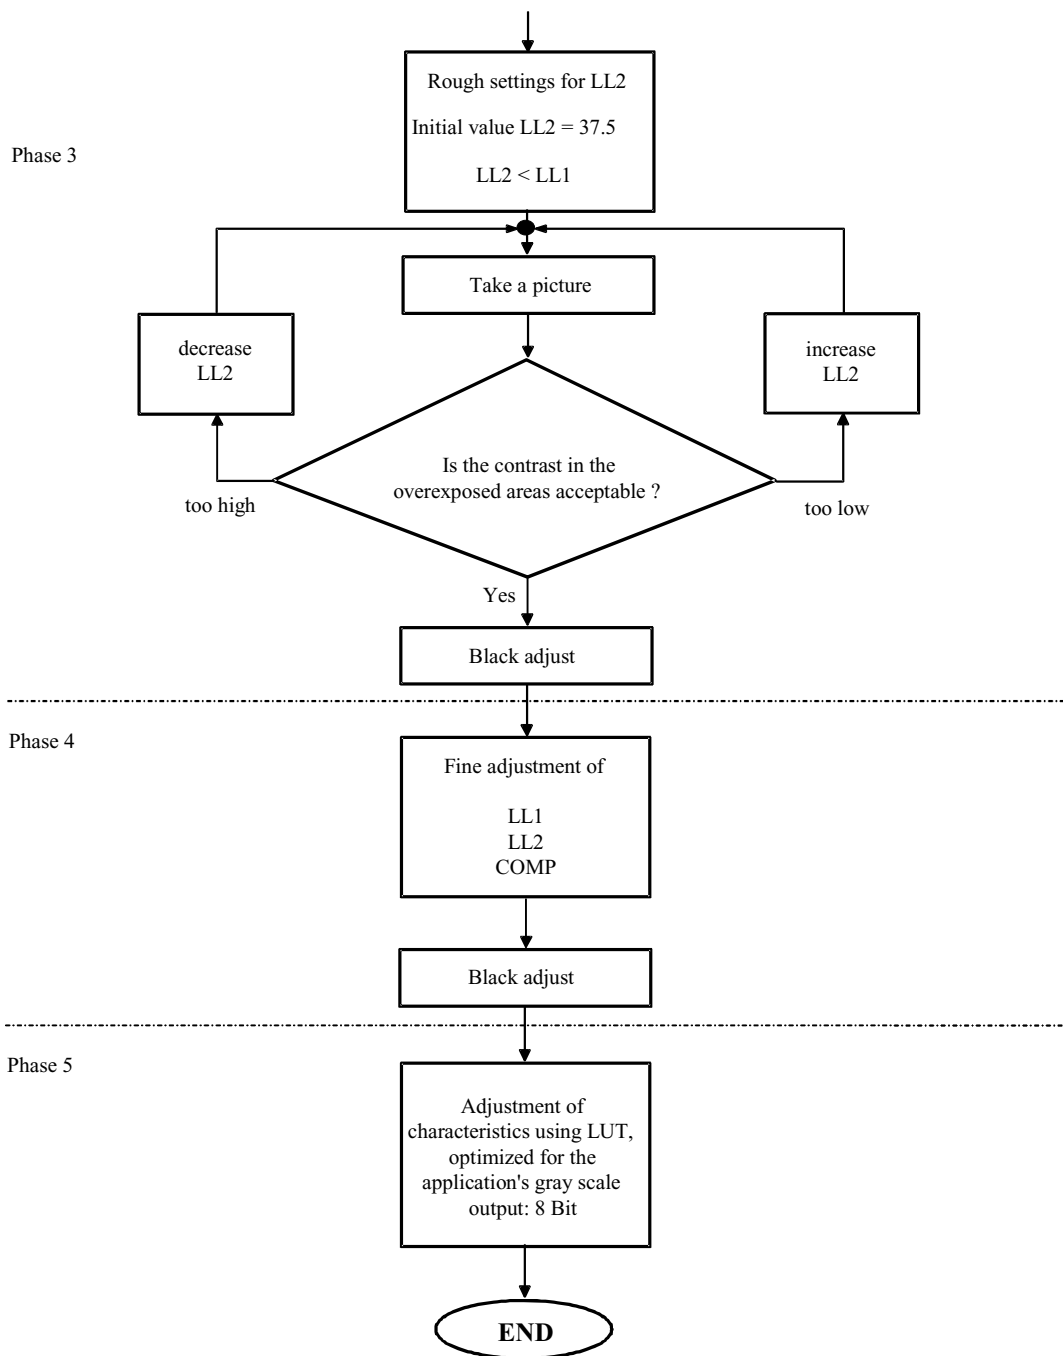 Phase 3
Rough settings for LL2
Initial value LL2 = 37.5
LL2 < LL1
Take a picture
decrease
LL2
increase
LL2
Is the contrast in the
overexposed areas acceptable ?
too high
too low
Yes
Black adjust
Phase 4
Fine adjustment of
LL1
LL2
COMP
Black adjust
Phase 5
Adjustment of
characteristics using LUT,
optimized for the
application's gray scale
output: 8 Bit
END